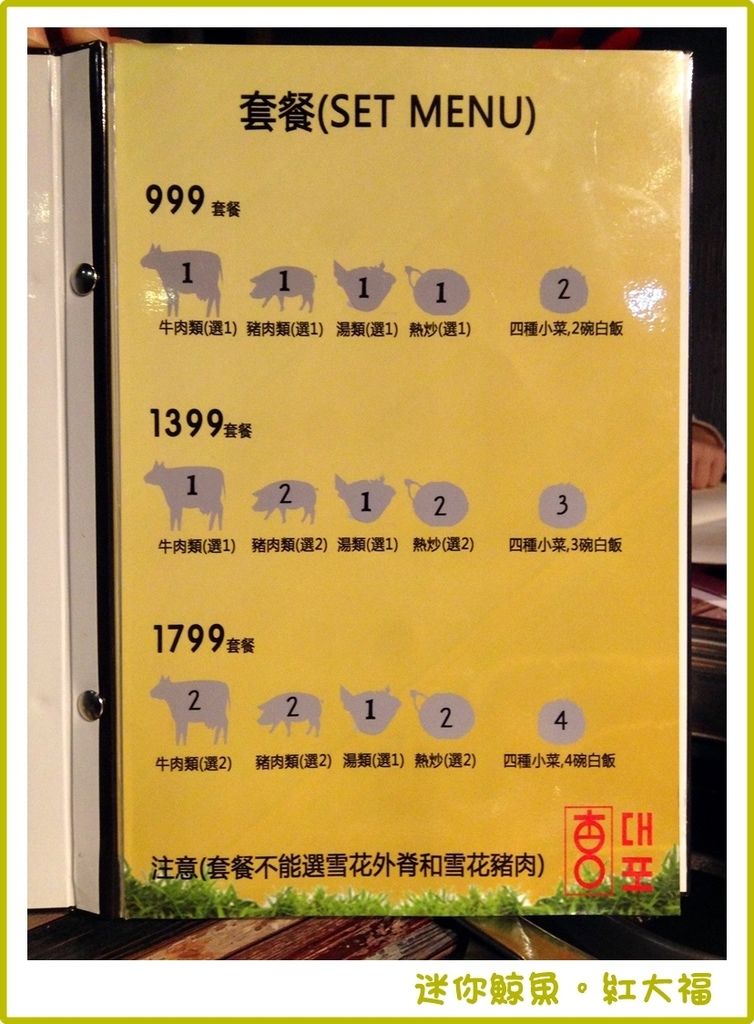 套餐(SET MENU)
999 套餐
1 1 1 1 2
牛肉類(選1) 豬肉類(選1) 湯類(選1) 熱炒(選1) 四種小菜,2碗白飯
1399套餐
1 2 1 2 3
牛肉類(選1) 豬肉類(選2) 湯類(選1) 熱炒(選2) 四種小菜,3碗白飯
1799套餐
2 2 1 2 4
牛肉類(選2) 豬肉類(選2) 湯類(選1) 熱炒(選2) 四種小菜,4碗白飯
注意(套餐不能選雪花外脊和雪花豬肉)
대포
迷你鯨魚。紅大福